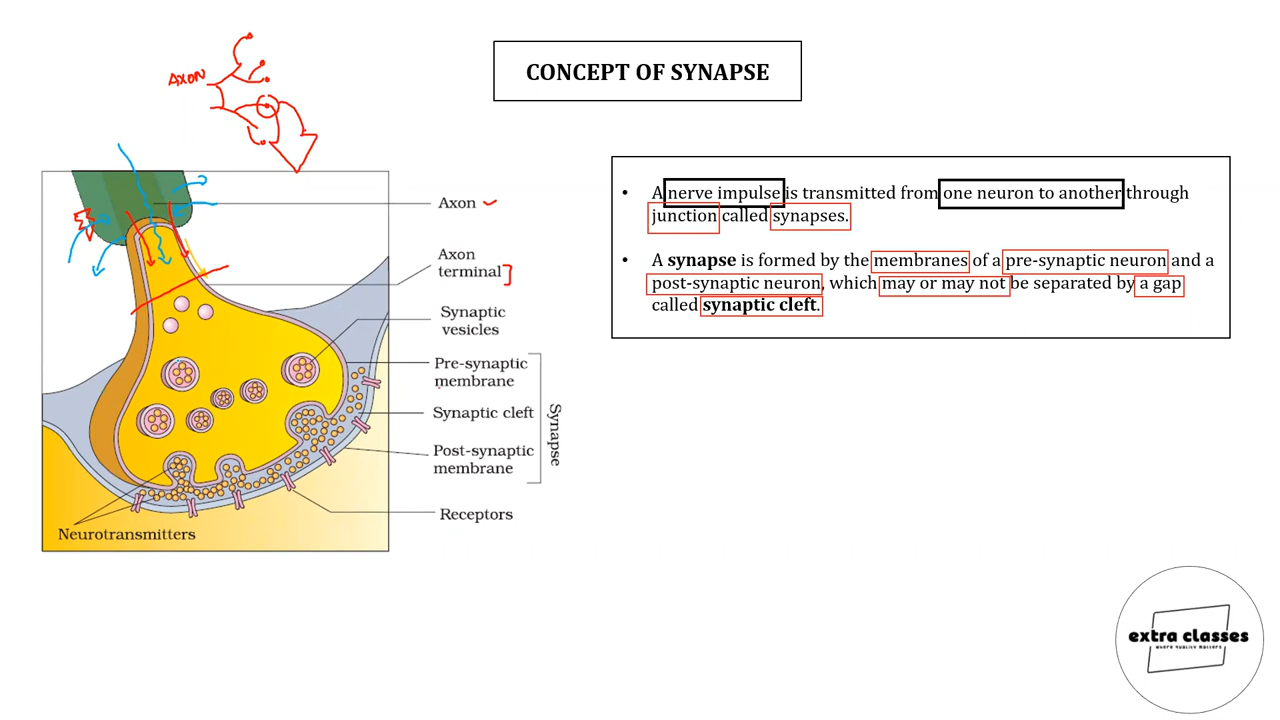 CONCEPT OF SYNAPSE
AXON
Axon
Axon
terminal
Synaptic
vesicles
Pre-synaptic
membrane
Synaptic cleft
Post-synaptic
membrane
Synapse
Receptors
Neurotransmitters
• A nerve impulse is transmitted from one neuron to another through
junction called synapses.
• A synapse is formed by the membranes of a pre-synaptic neuron and a
post-synaptic neuron, which may or may not be separated by a gap
called synaptic cleft.
extra classes
where quality matters